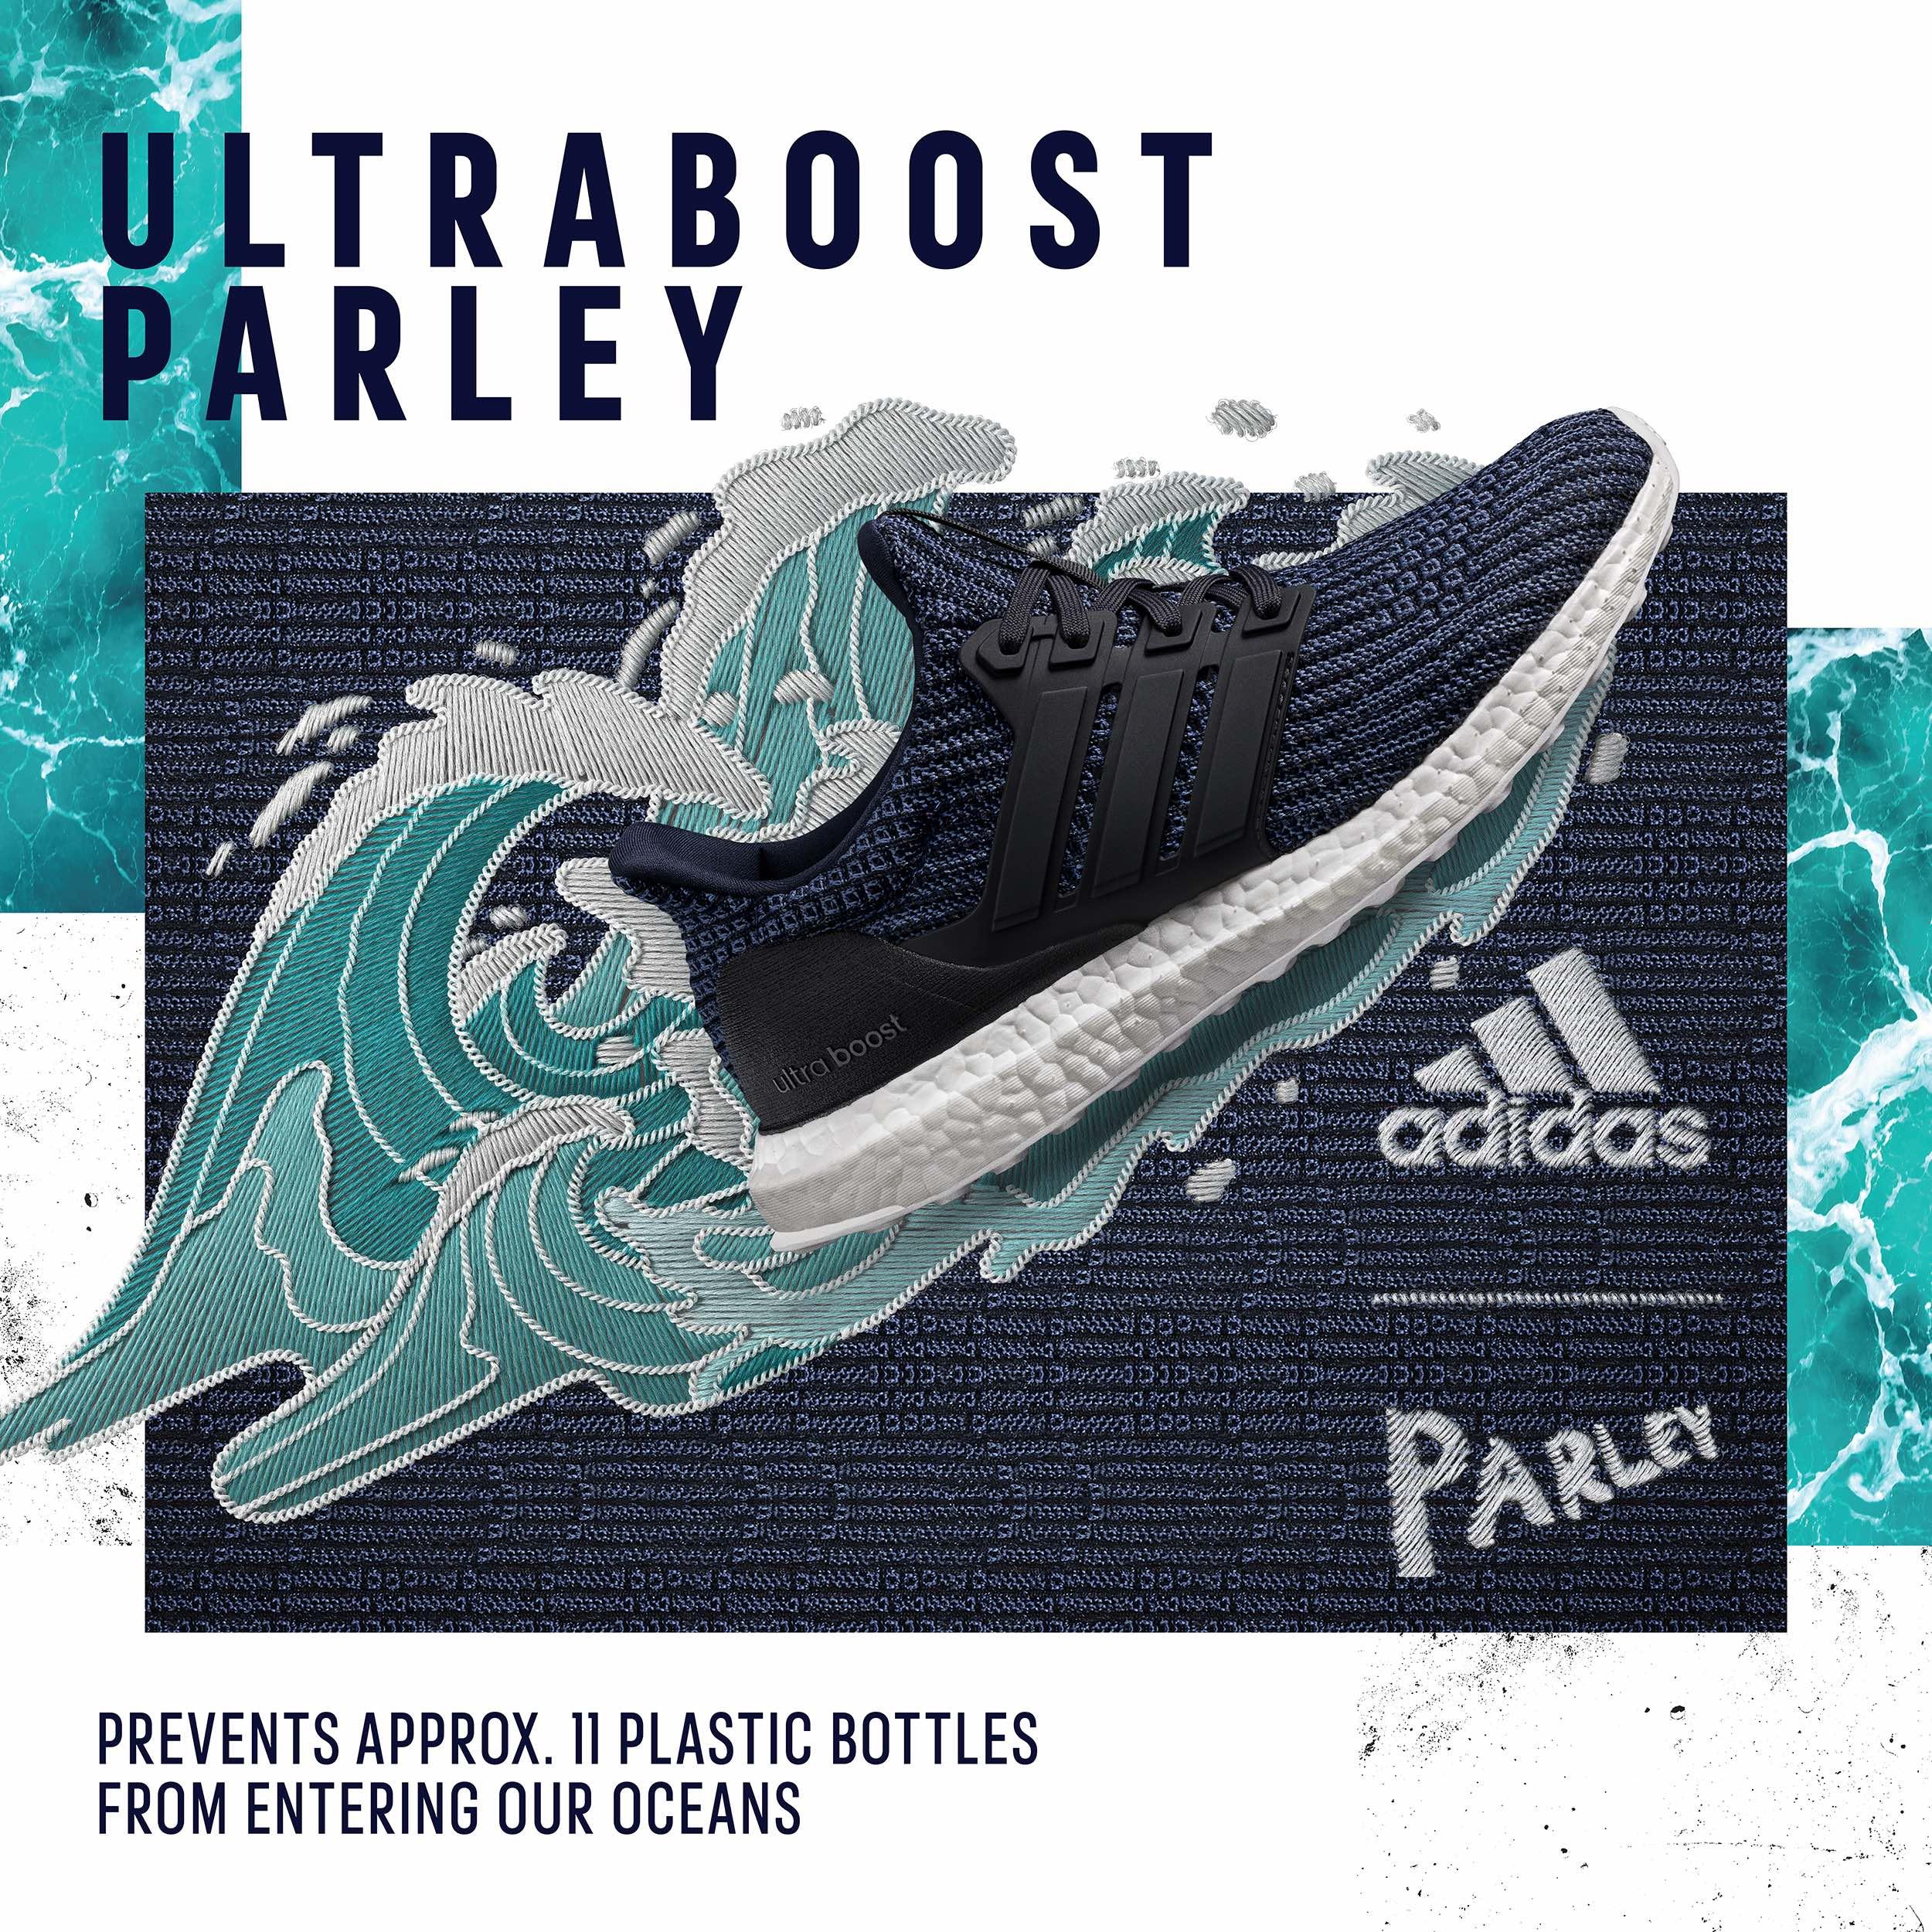 ULTRABOOST
PARLEY
ultra boost
adidas
PARLEY
PREVENTS APPROX. 11 PLASTIC BOTTLES
FROM ENTERING OUR OCEANS